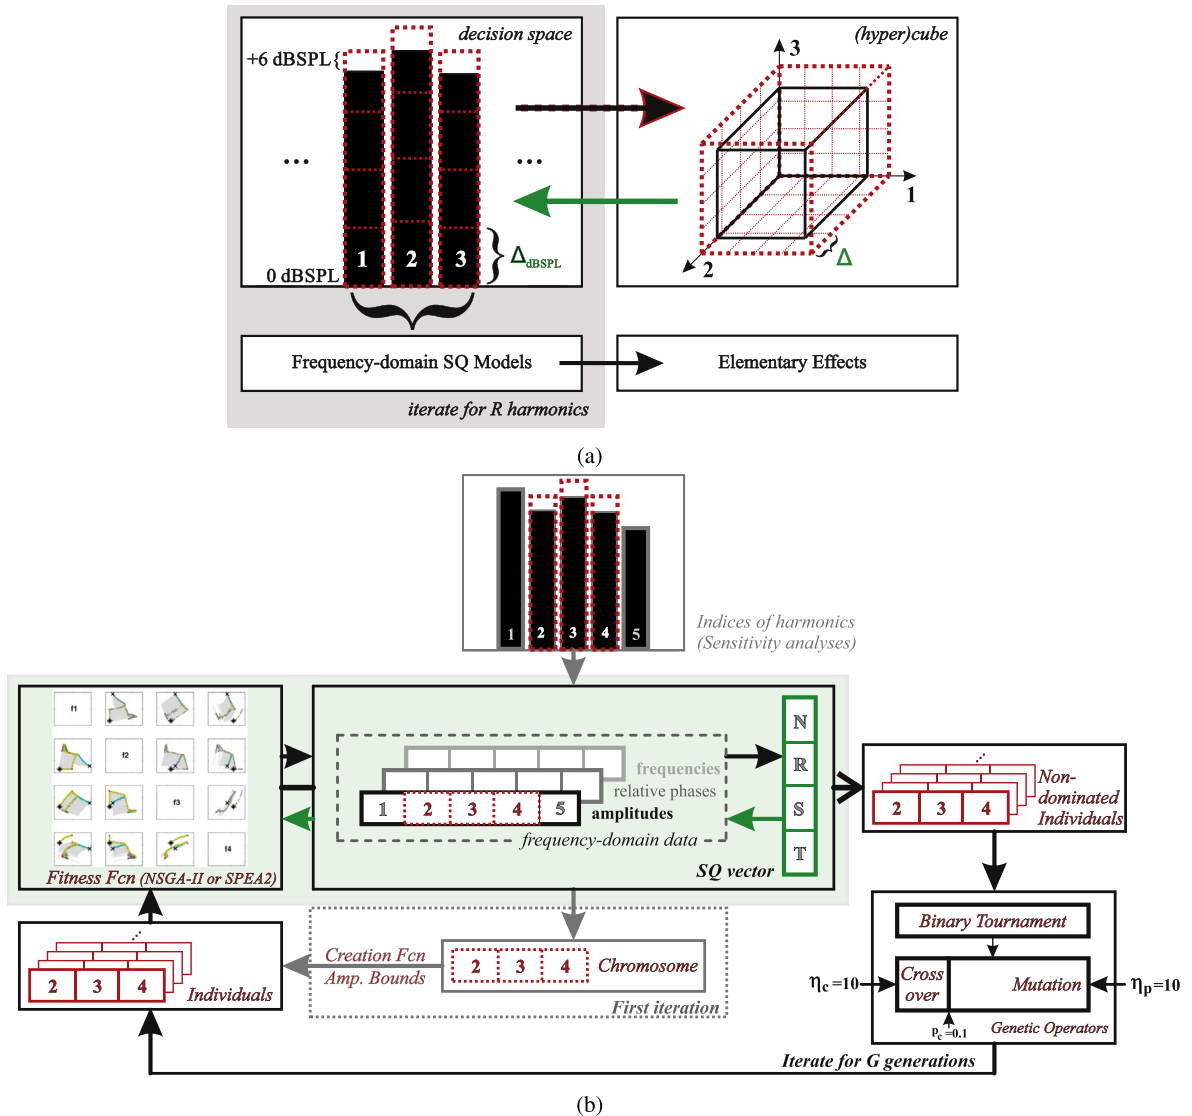 decision space
(hyper)cube
+6 dBSPL{
3
...
...
1
1
2
3
}ΔdBSPL
0 dBSPL
2
}Δ
Frequency-domain SQ Models
Elementary Effects
iterate for R harmonics
(a)
1
2
3
4
5
Indices of harmonics
(Sensitivity analyses)
f1
f2
f3
f4
Fitness Fcn (NSGA-II or SPEA2)
frequencies
relative phases
amplitudes
1
2
3
4
5
frequency-domain data
N
R
S
T
SQ vector
...
2
3
4
Non-
dominated
Individuals
...
2
3
4
Individuals
Creation Fcn
Amp. Bounds
2
3
4
Chromosome
First iteration
Binary Tournament
Cross
over
Mutation
ηc=10
ηp=10
pc=0.1
Genetic Operators
Iterate for G generations
(b)